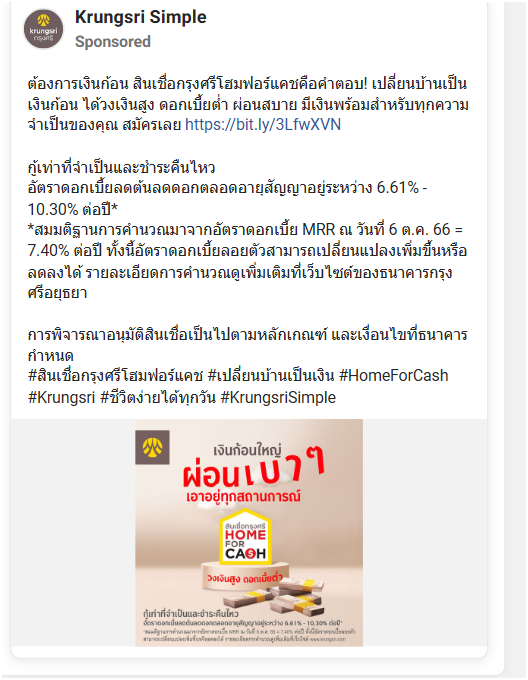 Krungsri Simple
Sponsored
krungsri
กรุงศรี
ต้องการเงินก้อน สินเชื่อกรุงศรีโฮมฟอร์แคชคือคำตอบ! เปลี่ยนบ้านเป็น
เงินก้อน ได้วงเงินสูง ดอกเบี้ยต่ำ ผ่อนสบาย มีเงินพร้อมสำหรับทุกความ
จำเป็นของคุณ สมัครเลย https://bit.ly/3LfwXVN
กู้เท่าที่จำเป็นและชำระคืนไหว
อัตราดอกเบี้ยลดต้นลดดอกตลอดอายุสัญญาอยู่ระหว่าง 6.61% -
10.30% ต่อปี*
*สมมติฐานการคำนวณมาจากอัตราดอกเบี้ย MRR ณ วันที่ 6 ต.ค. 66 =
7.40% ต่อปี ทั้งนี้อัตราดอกเบี้ยลอยตัวสามารถเปลี่ยนแปลงเพิ่มขึ้นหรือ
ลดลงได้ รายละเอียดการคำนวณดูเพิ่มเติมที่เว็บไซต์ของธนาคารกรุง
ศรีอยุธยา
การพิจารณาอนุมัติสินเชื่อเป็นไปตามหลักเกณฑ์ และเงื่อนไขที่ธนาคาร
กำหนด
#สินเชื่อกรุงศรีโฮมฟอร์แคช #เปลี่ยนบ้านเป็นเงิน #HomeForCash
#Krungsri #ชีวิตง่ายได้ทุกวัน #KrungsriSimple
เงินก้อนใหญ่
ผ่อนเบาๆ
เอาอยู่ทุกสถานการณ์
สินเชื่อกรุงศรี
HOME
FOR
CA$H
วงเงินสูง ดอกเบี้ยต่ำ
กู้เท่าที่จำเป็นและชำระคืนไหว
อัตราดอกเบี้ยลดต้นลดดอกตลอดอายุสัญญาอยู่ระหว่าง 6.61% - 10.30% ต่อปี*